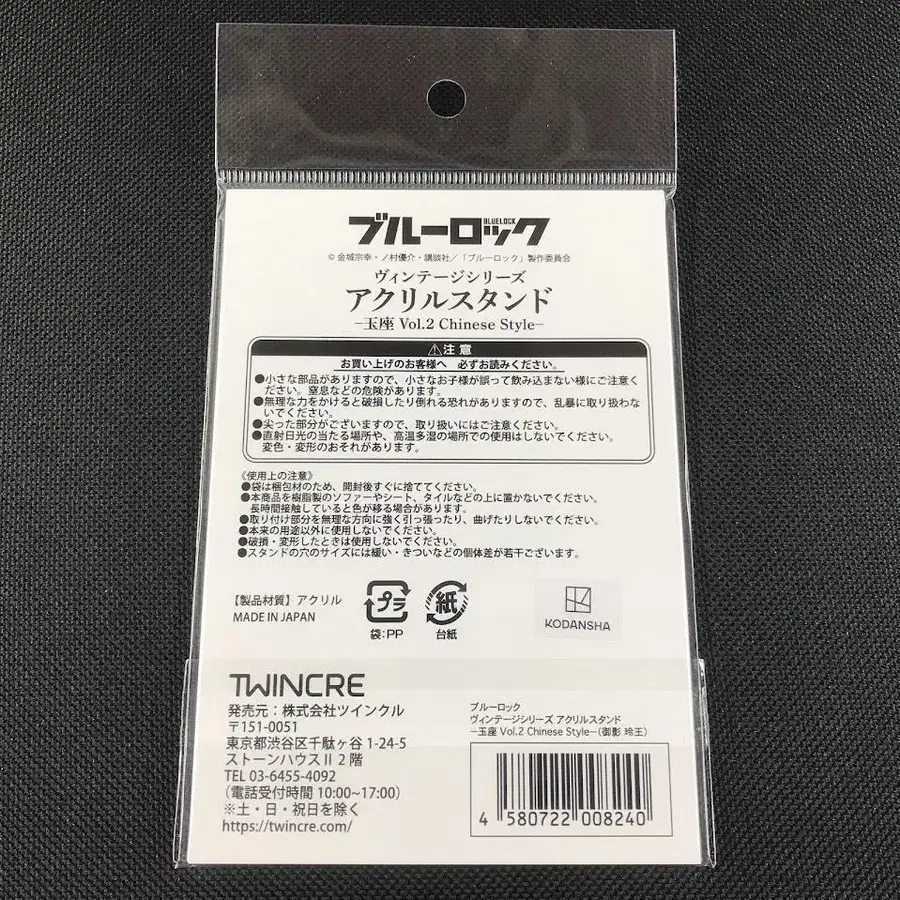 ブルーロック
BLUELOCK
© 金城宗幸・ノ村優介・講談社／「ブルーロック」製作委員会
ヴィンテージシリーズ
アクリルスタンド
−玉座 Vol.2 Chinese Style−
⚠注意
お買い上げのお客様へ 必ずお読みください。
●小さな部品がありますので、小さなお子様が誤って飲み込まない様にご注意く
ださい。窒息などの危険があります。
●無理な力をかけると破損したり倒れる恐れがありますので、乱暴に取り扱わな
いでください。
●尖った部分がございますので、取り扱いにはご注意ください。
●直射日光の当たる場所や、高温多湿の場所での使用はしないでください。
変色・変形のおそれがあります。
《使用上の注意》
●袋は梱包材のため、開封後すぐに捨ててください。
●本商品を樹脂製のソファーやシート、タイルなどの上に置かないでください。
長時間接触していると色が移る場合があります。
●取り付け部分を無理な方向に強く引っ張ったり、曲げたりしないでください。
●本来の用途以外に使用しないでください。
●破損・変形したときは使用しないでください。
●スタンドの穴のサイズには緩い・きついなどの個体差が若干ございます。
【製品材質】アクリル
MADE IN JAPAN
プラ
袋:PP
紙
台紙
KODANSHA
TWINCRE
発売元：株式会社ツインクル
〒151-0051
東京都渋谷区千駄ヶ谷 1-24-5
ストーンハウスⅡ 2 階
TEL 03-6455-4092
（電話受付時間 10:00~17:00）
※土・日・祝日を除く
https://twincre.com/
ブルーロック
ヴィンテージシリーズ アクリルスタンド
−玉座 Vol.2 Chinese Style−（御影 玲王）
4 580722 008240